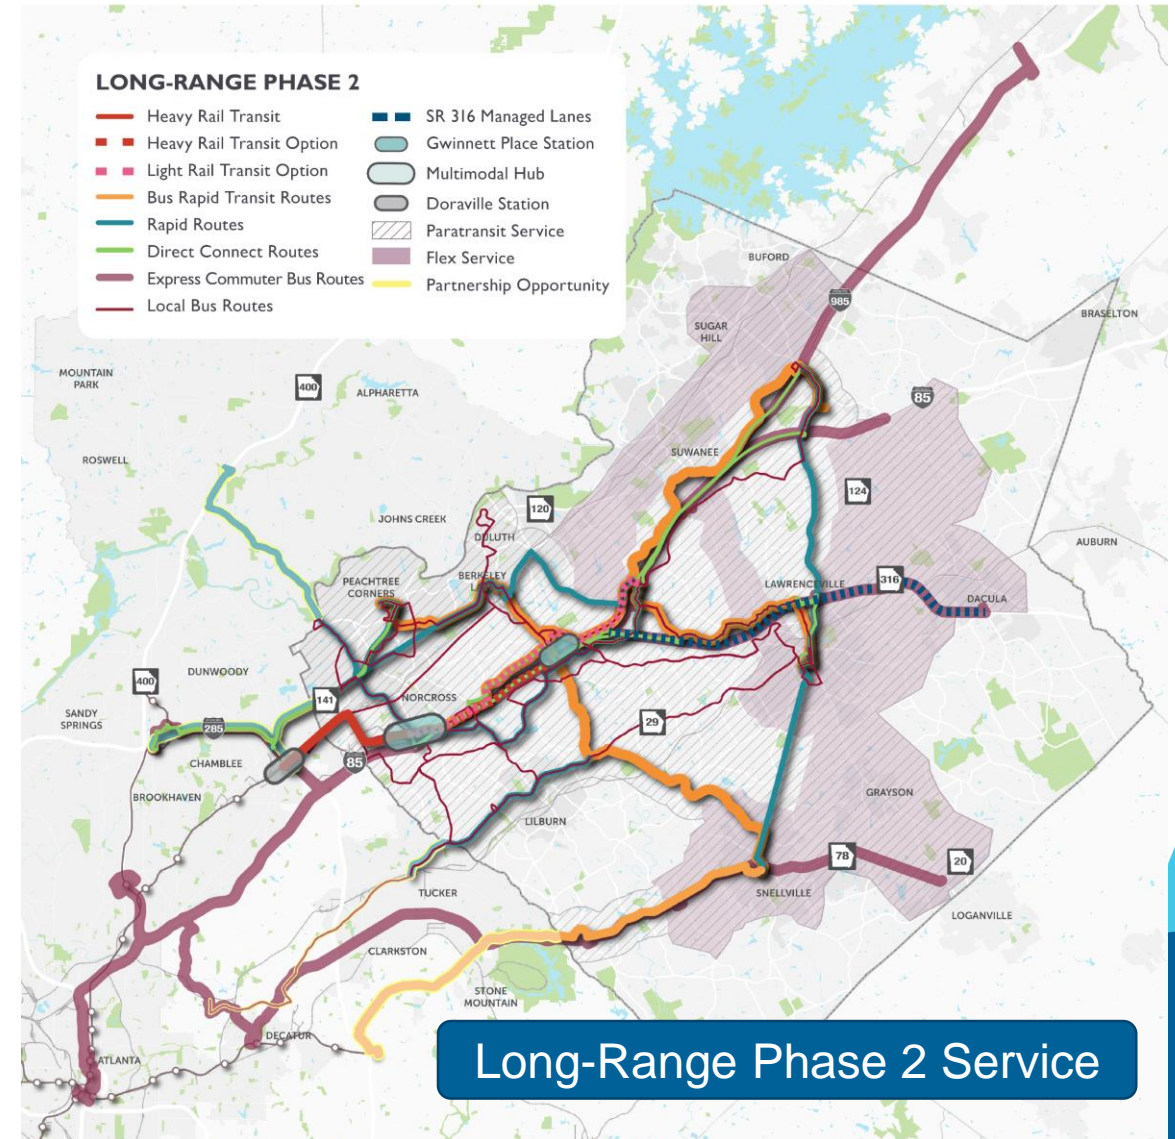 LONG-RANGE PHASE 2
Heavy Rail Transit
Heavy Rail Transit Option
Light Rail Transit Option
Bus Rapid Transit Routes
Rapid Routes
Direct Connect Routes
Express Commuter Bus Routes
Local Bus Routes
SR 316 Managed Lanes
Gwinnett Place Station
Multimodal Hub
Doraville Station
Paratransit Service
Flex Service
Partnership Opportunity
BUFORD
985
BRASELTON
SUGAR
HILL
MOUNTAIN
PARK
400
ALPHARETTA
85
ROSWELL
SUWANEE
124
120
JOHNS CREEK
DULUTH
AUBURN
PEACHTREE
CORNERS
BERKELEY
LAWRENCEVILLE
316
DACULA
DUNWOODY
400
141
NORCROSS
SANDY
SPRINGS
285
29
CHAMBLEE
85
BROOKHAVEN
GRAYSON
LILBURN
78
20
TUCKER
SNELLVILLE
LOGANVILLE
CLARKSTON
STONE
MOUNTAIN
DECATUR
ATLANTA
Long-Range Phase 2 Service